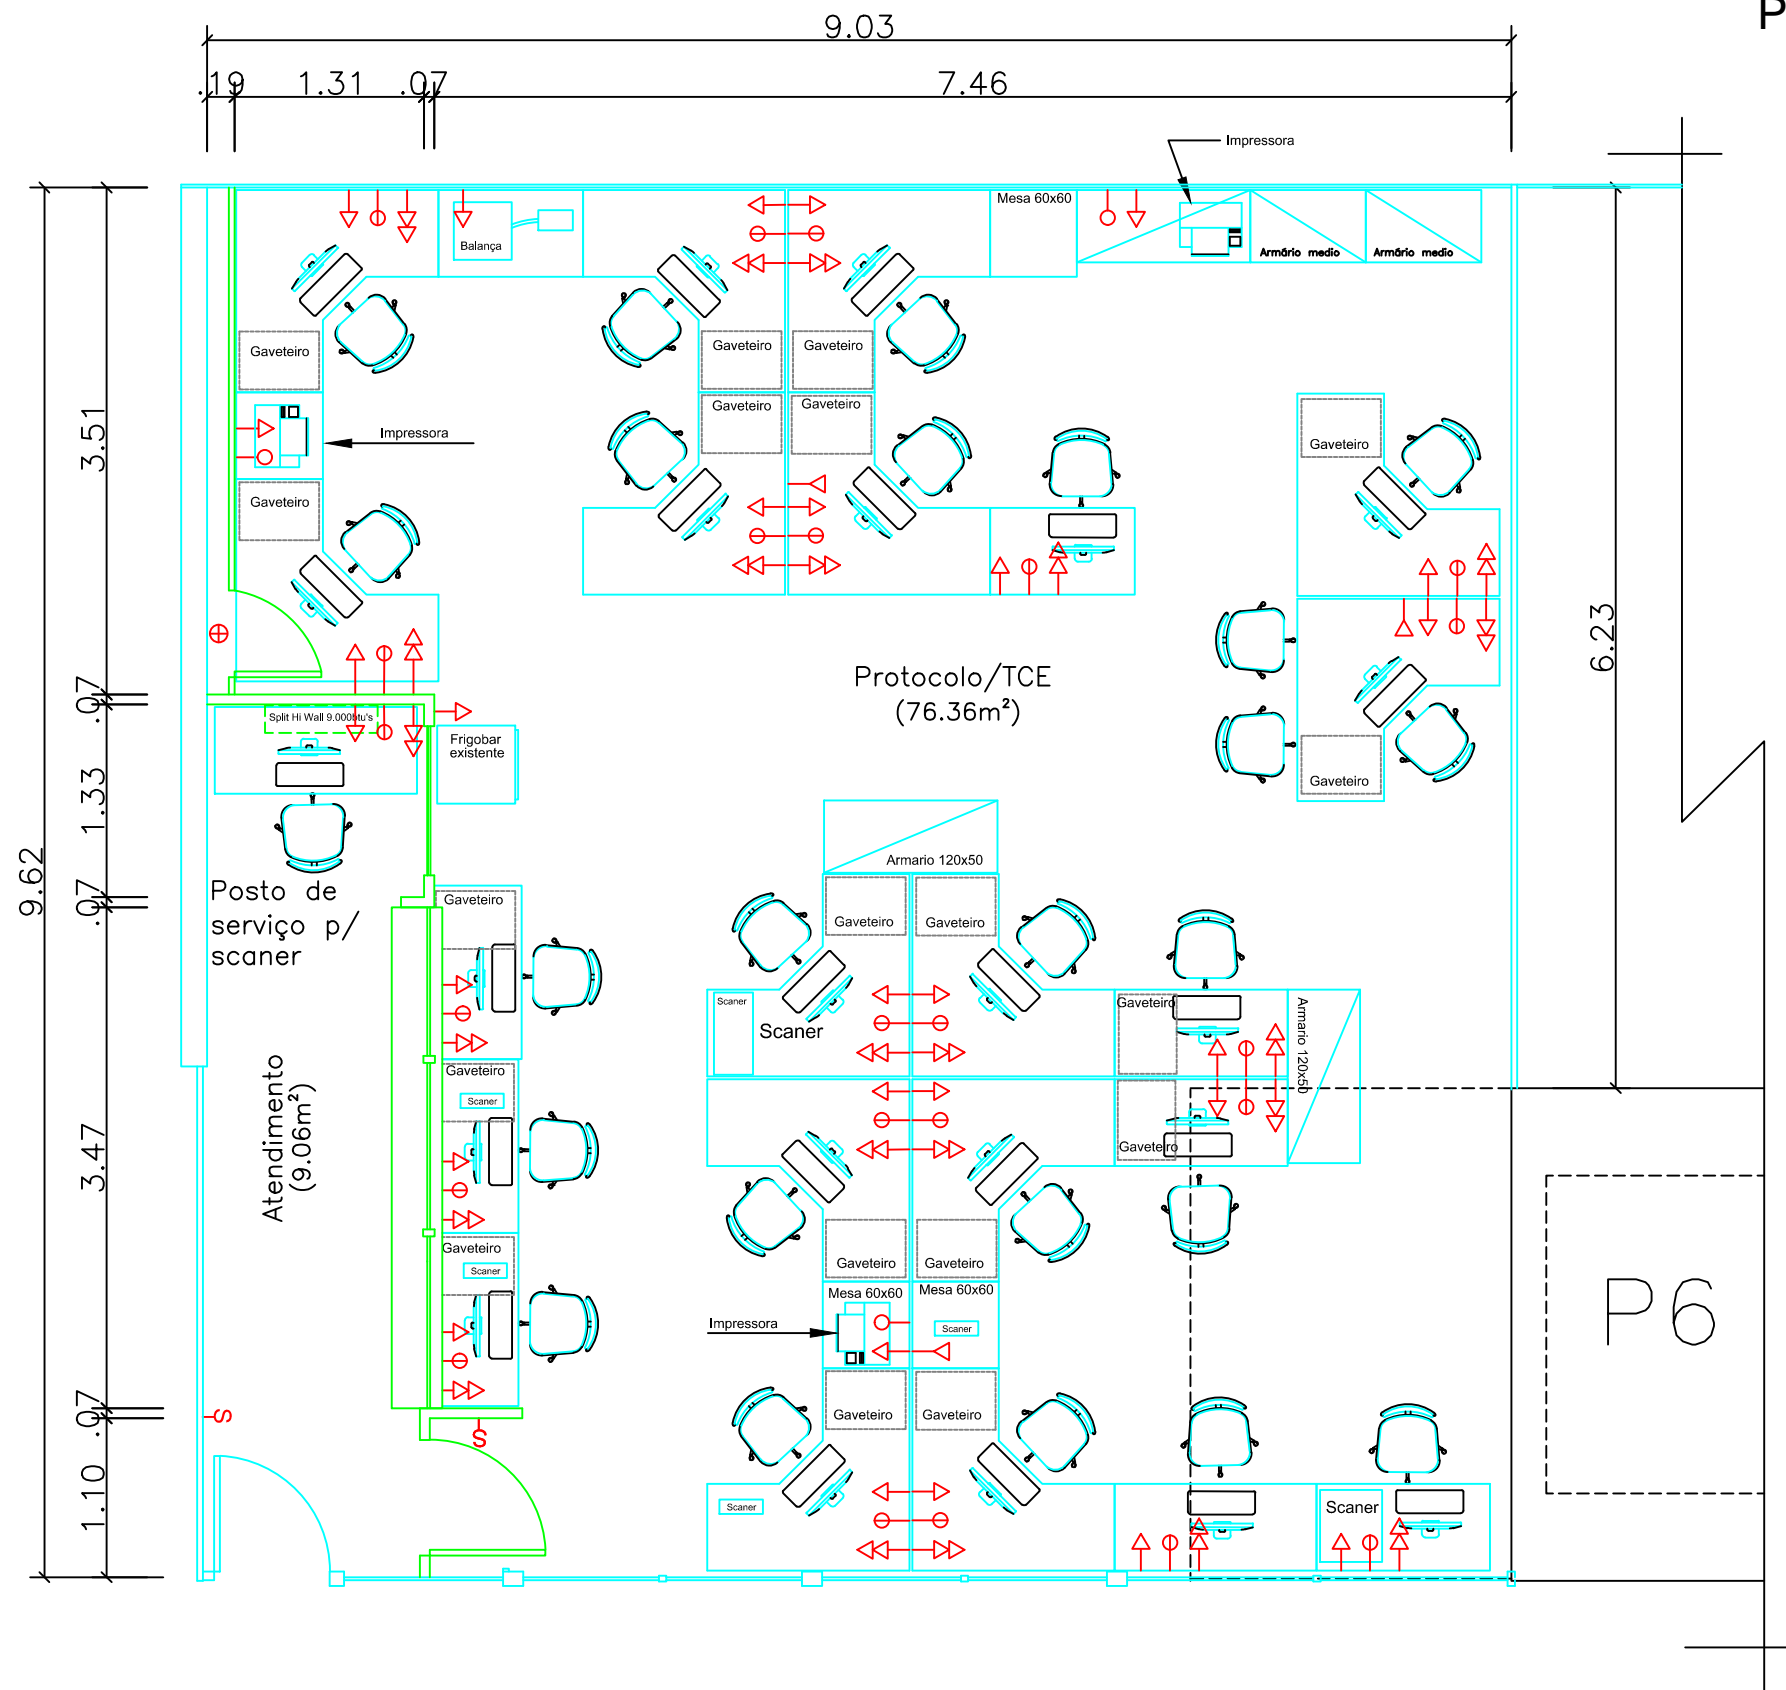 P
9.03
.19
1.31
.07
7.46
Impressora
Mesa 60x60
Balança
Armário medio
Armário medio
Gaveteiro
Gaveteiro
Gaveteiro
Gaveteiro
Gaveteiro
Impressora
Gaveteiro
Gaveteiro
3.51
6.23
Protocolo/TCE
(76.36m²)
.07
Split Hi Wall 9.000btu's
Frigobar
existente
Gaveteiro
1.33
9.62
.07
Armario 120x50
Posto de
serviço p/
scaner
Gaveteiro
Gaveteiro
Gaveteiro
Scaner
Scaner
Gaveteiro
Armario 120x50
Atendimento
(9.06m²)
Gaveteiro
Scaner
Gaveteiro
3.47
Gaveteiro
Scaner
Gaveteiro
Gaveteiro
Mesa 60x60
Mesa 60x60
Impressora
Scaner
P6
.07
Gaveteiro
Gaveteiro
S
S
1.10
Scaner
Scaner